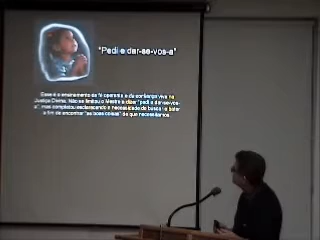 "Pedi e dar-se-vos-á"
Esse é o ensinamento da fé operante e da confiança viva na
Justiça Divina. Não se limitou o Mestre a dizer "pedi e dar-se-vos-
á", mas completou esclarecendo a necessidade de buscar e bater
a fim de encontrar "as boas coisas" de que necessitamos.